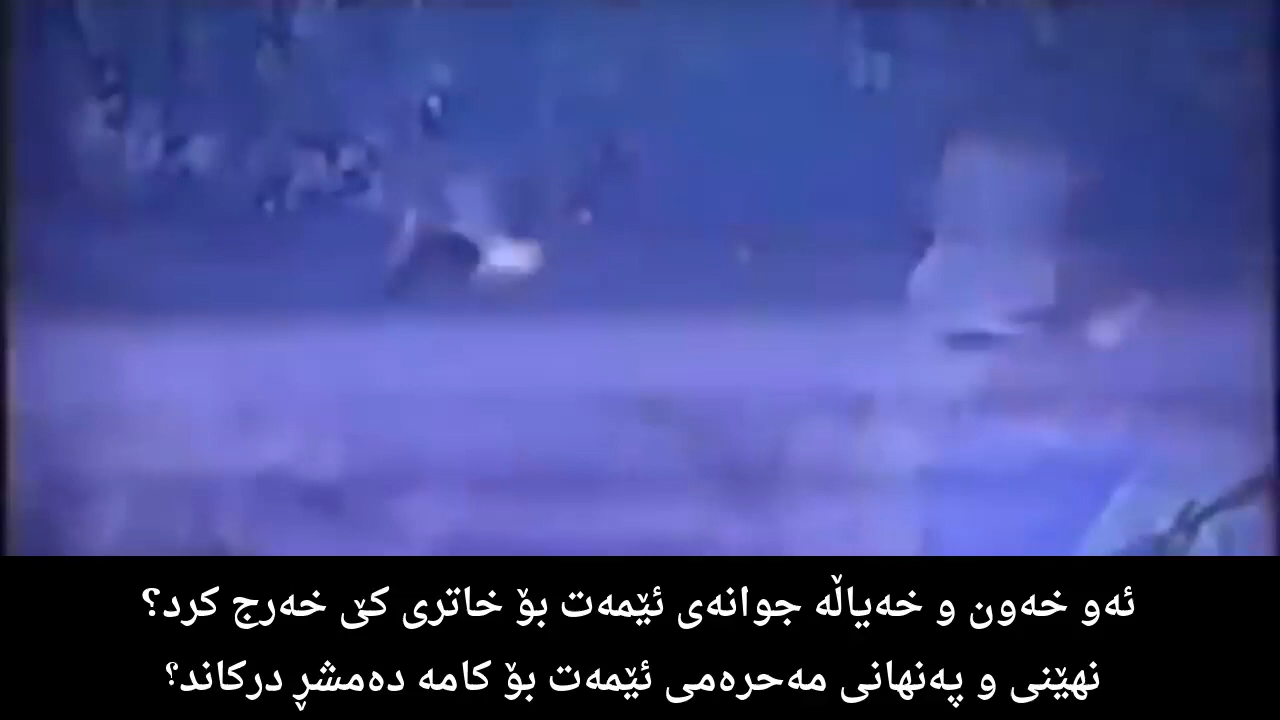 ئەو خەون و خەیاڵە جوانەی ئێمەت بۆ خاتری کێ خەرج کرد؟
نهێنی و پەنهانی مەحرەمی ئێمەت بۆ کامە دەمشڕ درکاند؟